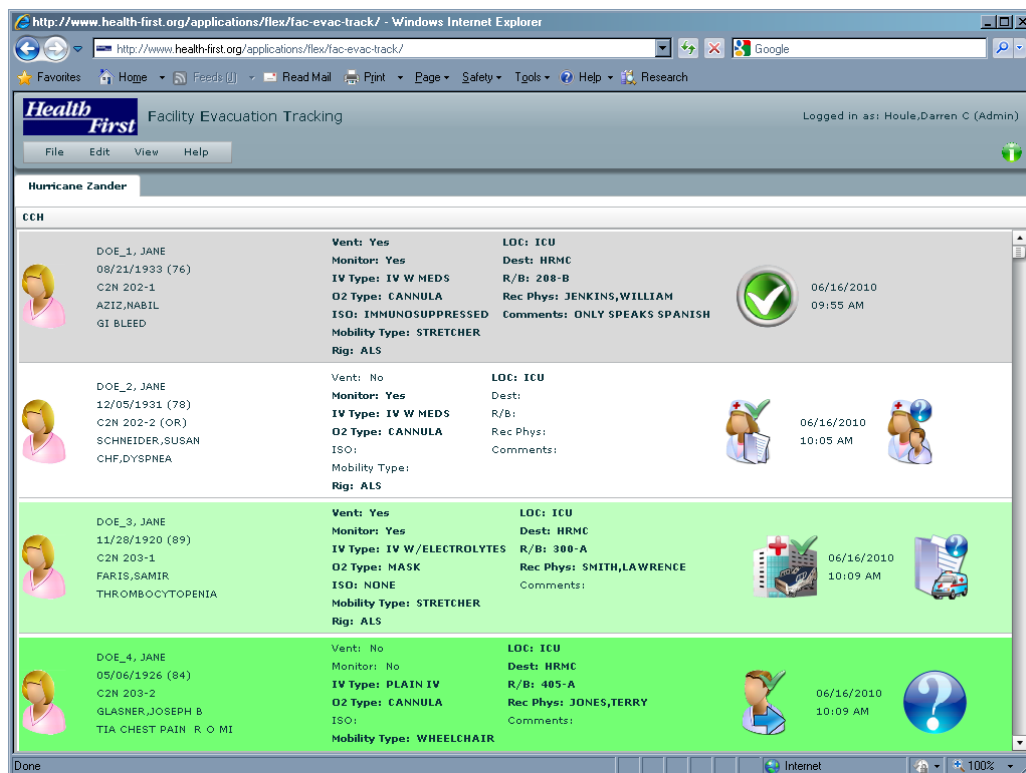 http://www.health-first.org/applications/flex/fac-evac-track/ - Windows Internet Explorer
http://www.health-first.org/applications/flex/fac-evac-track/
Google
Favorites Home Feeds (J) Read Mail Print Page Safety Tools Help Research
Health First
Facility Evacuation Tracking
Logged in as: Houle,Darren C (Admin)
File Edit View Help
Hurricane Zander
CCH
DOE_1, JANE
08/21/1933 (76)
C2N 202-1
AZIZ,NABIL
GI BLEED
Vent: Yes
Monitor: Yes
IV Type: IV W MEDS
O2 Type: CANNULA
ISO: IMMUNOSUPPRESSED
Mobility Type: STRETCHER
Rig: ALS
LOC: ICU
Dest: HRMC
R/B: 208-B
Rec Phys: JENKINS,WILLIAM
Comments: ONLY SPEAKS SPANISH
06/16/2010
09:55 AM
DOE_2, JANE
12/05/1931 (78)
C2N 202-2 (OR)
SCHNEIDER,SUSAN
CHF,DYSPNEA
Vent: No
Monitor: Yes
IV Type: IV W MEDS
O2 Type: CANNULA
ISO:
Mobility Type:
Rig: ALS
LOC: ICU
Dest:
R/B:
Rec Phys:
Comments:
06/16/2010
10:05 AM
DOE_3, JANE
11/28/1920 (89)
C2N 203-1
FARIS,SAMIR
THROMBOCYTOPENIA
Vent: Yes
Monitor: Yes
IV Type: IV W/ELECTROLYTES
O2 Type: MASK
ISO: NONE
Mobility Type: STRETCHER
Rig: ALS
LOC: ICU
Dest: HRMC
R/B: 300-A
Rec Phys: SMITH,LAWRENCE
Comments:
06/16/2010
10:09 AM
DOE_4, JANE
05/06/1926 (84)
C2N 203-2
GLASNER,JOSEPH B
TIA CHEST PAIN R O MI
Vent: No
Monitor: No
IV Type: PLAIN IV
O2 Type: CANNULA
ISO:
Mobility Type: WHEELCHAIR
LOC: ICU
Dest: HRMC
R/B: 405-A
Rec Phys: JONES,TERRY
Comments:
06/16/2010
10:09 AM
Done
Internet
100%